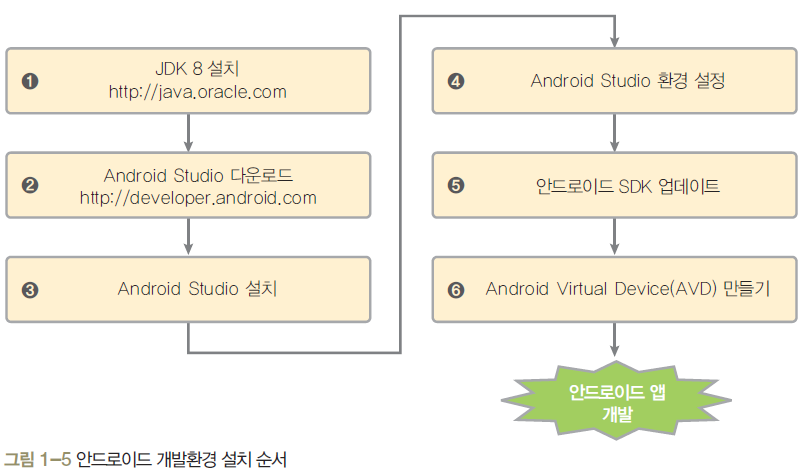 ❶ JDK 8 설치
http://java.oracle.com
❷ Android Studio 다운로드
http://developer.android.com
❸ Android Studio 설치
❹ Android Studio 환경 설정
❺ 안드로이드 SDK 업데이트
❻ Android Virtual Device(AVD) 만들기
안드로이드 앱
개발
그림 1-5 안드로이드 개발환경 설치 순서